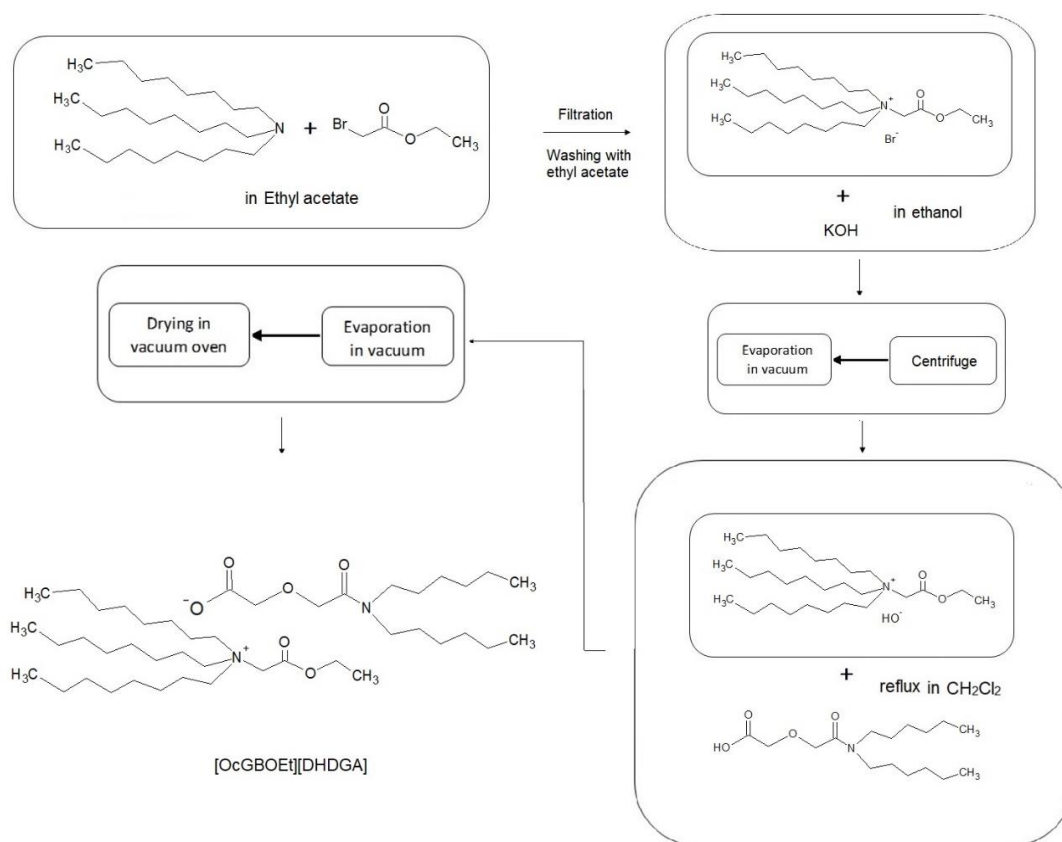 H3C
H3C
H3C
N
+
Br
O
O
CH3
in Ethyl acetate
Filtration
Washing with
ethyl acetate
H3C
H3C
H3C
N+
O
O
CH3
Br-
+
in ethanol
KOH
Drying in
vacuum oven
Evaporation
in vacuum
Evaporation
in vacuum
Centrifuge
H3C
H3C
H3C
N+
O
O
CH3
HO-
+
reflux in CH2Cl2
O
HO
O
O
N
CH3
CH3
O
-O
O
O
N
CH3
CH3
H3C
H3C
H3C
N+
O
O
CH3
[OcGBOEt][DHDGA]